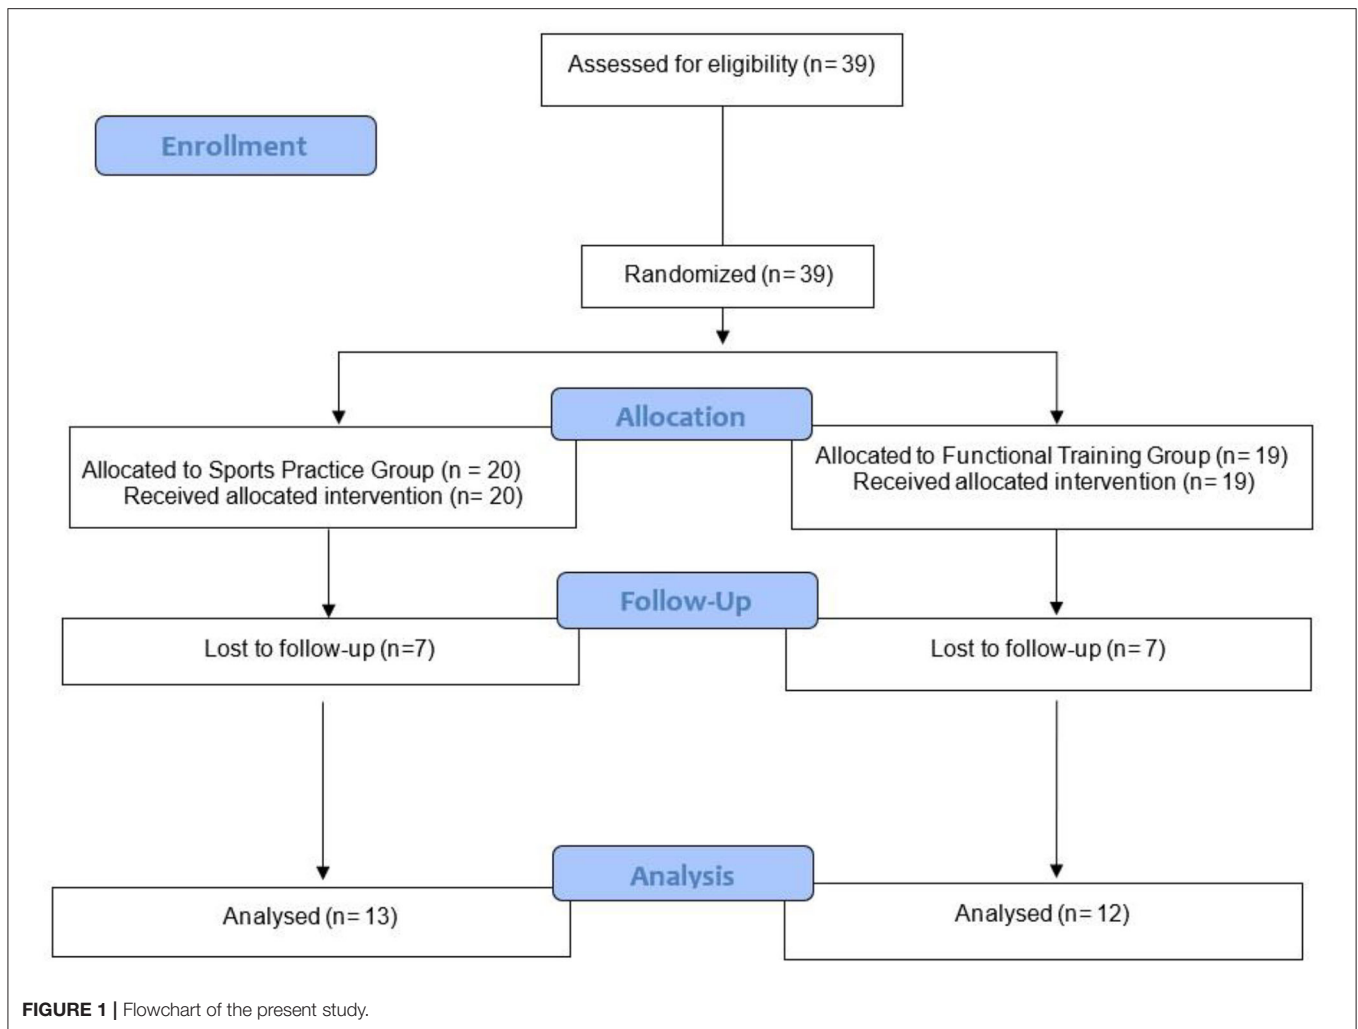 Assessed for eligibility (n= 39)
Enrollment
Randomized (n= 39)
Allocation
Allocated to Sports Practice Group (n = 20)
Received allocated intervention (n= 20)
Allocated to Functional Training Group (n= 19)
Received allocated intervention (n= 19)
Follow-Up
Lost to follow-up (n=7)
Lost to follow-up (n= 7)
Analysis
Analysed (n= 13)
Analysed (n= 12)
FIGURE 1 | Flowchart of the present study.